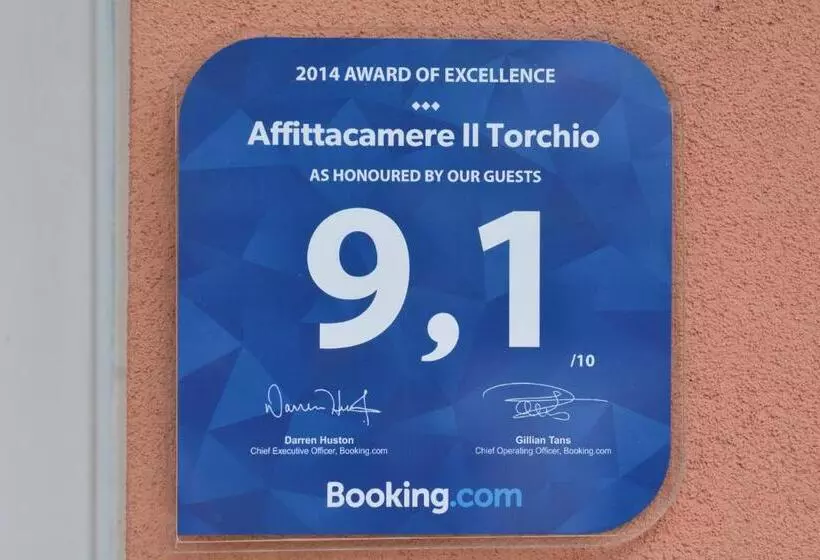 2014 AWARD OF EXCELLENCE
Affittacamere Il Torchio
AS HONOURED BY OUR GUESTS
9,1
/10
Darren Huston
Chief Executive Officer, Booking.com
Gillian Tans
Chief Operating Officer, Booking.com
Booking.com